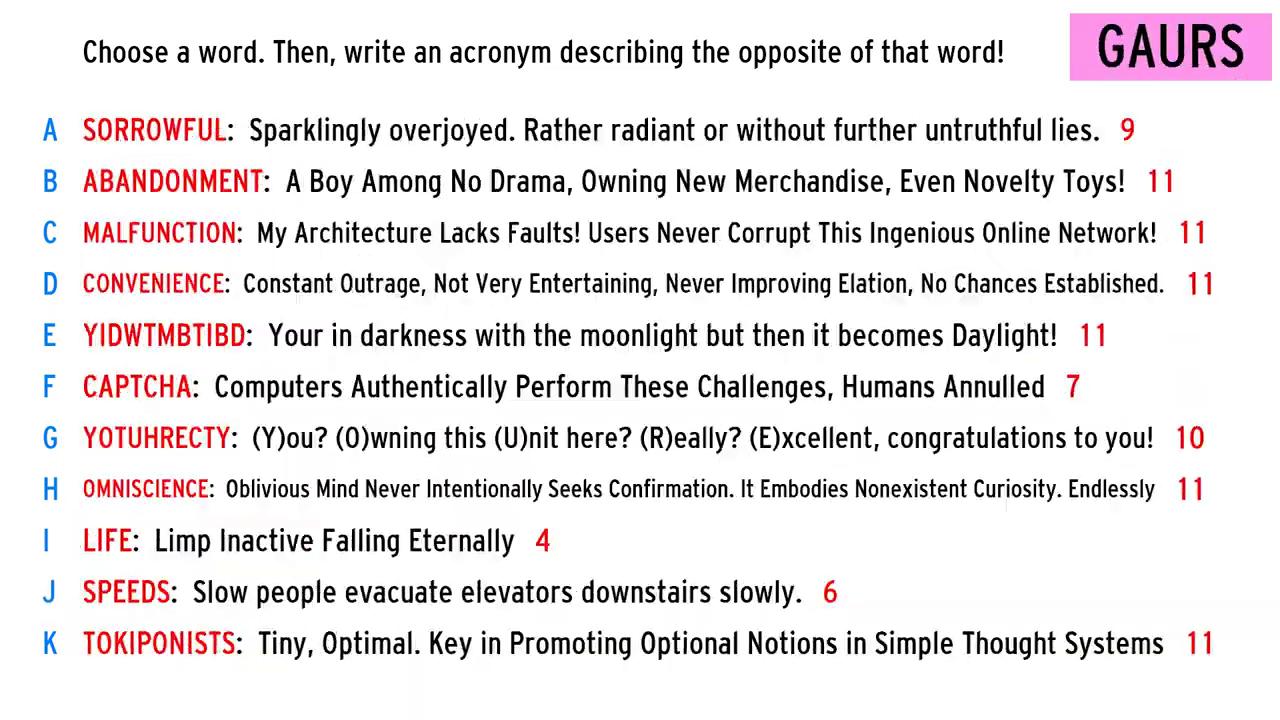 Choose a word. Then, write an acronym describing the opposite of that word!
GAURS
A SORROWFUL: Sparklingly overjoyed. Rather radiant or without further untruthful lies. 9
B ABANDONMENT: A Boy Among No Drama, Owning New Merchandise, Even Novelty Toys! 11
C MALFUNCTION: My Architecture Lacks Faults! Users Never Corrupt This Ingenious Online Network! 11
D CONVENIENCE: Constant Outrage, Not Very Entertaining, Never Improving Elation, No Chances Established. 11
E YIDWTMBTIBD: Your in darkness with the moonlight but then it becomes Daylight! 11
F CAPTCHA: Computers Authentically Perform These Challenges, Humans Annulled 7
G YOTUHRECTY: (Y)ou? (O)wning this (U)nit here? (R)eally? (E)xcellent, congratulations to you! 10
H OMNISCIENCE: Oblivious Mind Never Intentionally Seeks Confirmation. It Embodies Nonexistent Curiosity. Endlessly 11
I LIFE: Limp Inactive Falling Eternally 4
J SPEEDS: Slow people evacuate elevators downstairs slowly. 6
K TOKIPONISTS: Tiny, Optimal. Key in Promoting Optional Notions in Simple Thought Systems 11